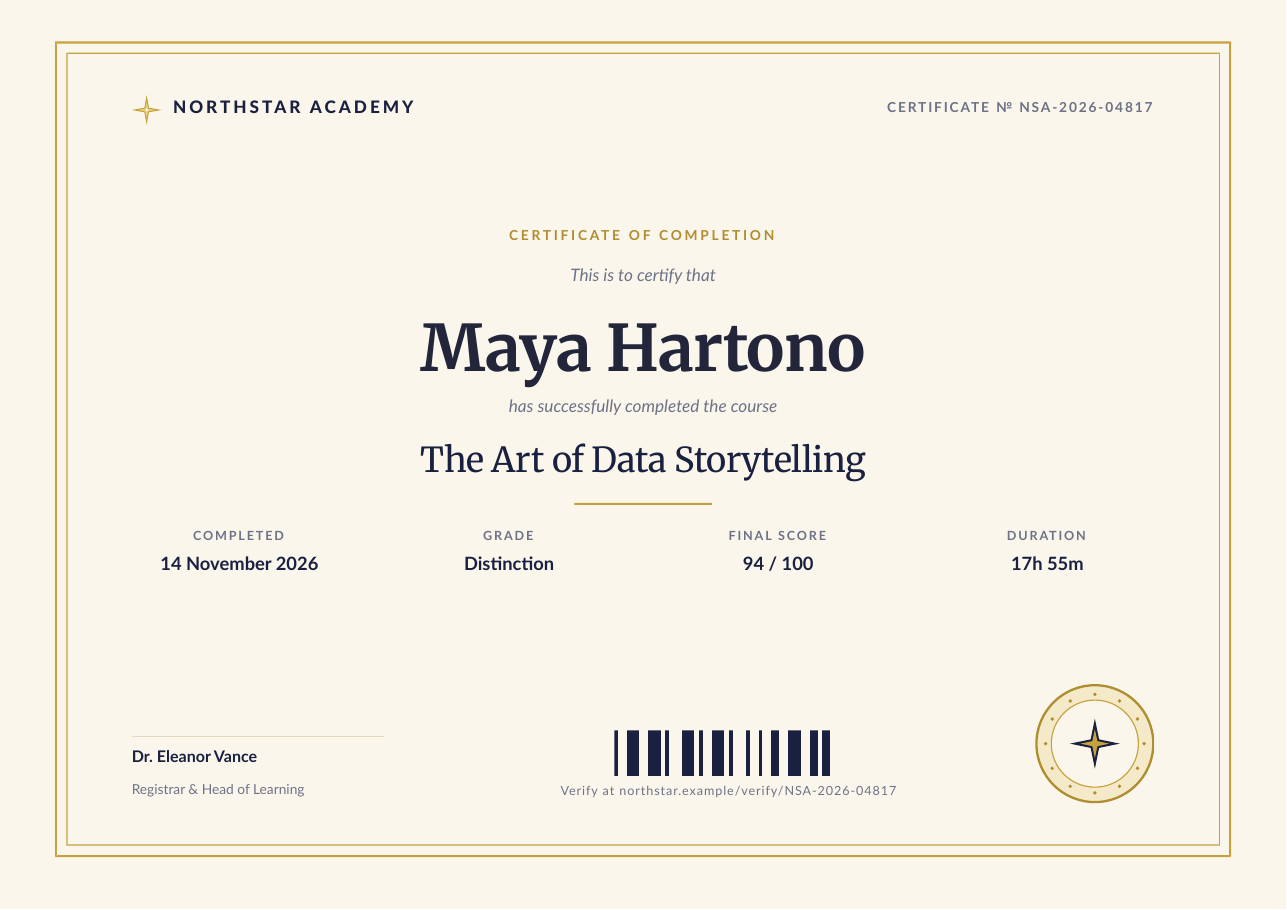 NORTHSTAR ACADEMY
CERTIFICATE № NSA-2026-04817
CERTIFICATE OF COMPLETION
This is to certify that
Maya Hartono
has successfully completed the course
The Art of Data Storytelling
COMPLETED
14 November 2026
GRADE
Distinction
FINAL SCORE
94 / 100
DURATION
17h 55m
Dr. Eleanor Vance
Registrar & Head of Learning
Verify at northstar.example/verify/NSA-2026-04817